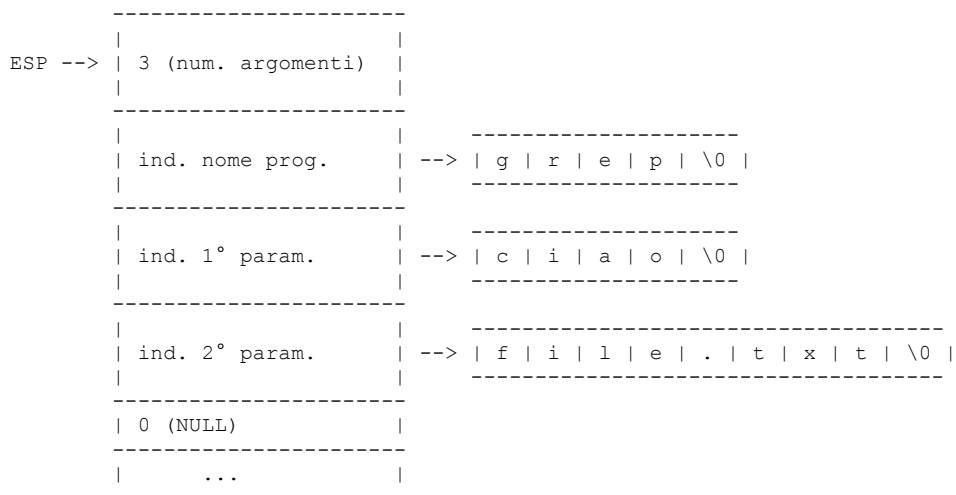 ESP --> | 3 (num. argomenti) |
| ind. nome prog. | --> | g | r | e | p | \0 |
| ind. 1° param. | --> | c | i | a | o | \0 |
| ind. 2° param. | --> | f | i | l | e | . | t | x | t | \0 |
| 0 (NULL) |
| ... |